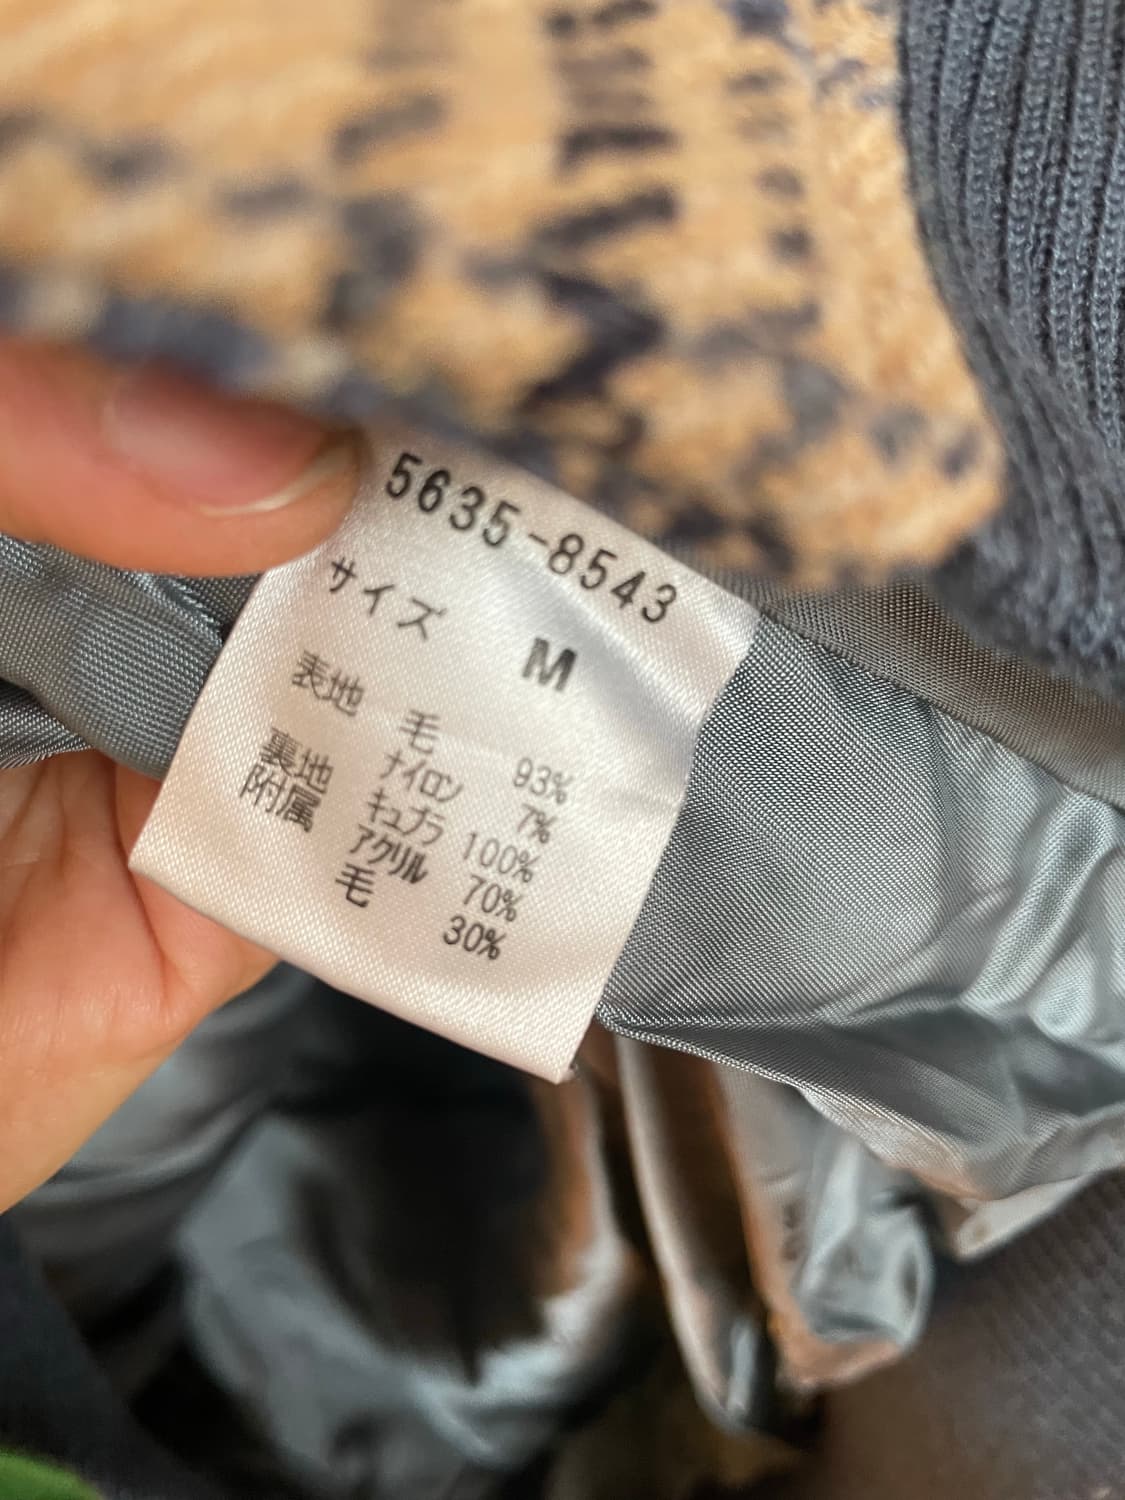 5635-8543
サイズ M
表地 毛 93%
ナイロン 7%
裏地 キュプラ 100%
附属 アクリル 70%
毛 30%